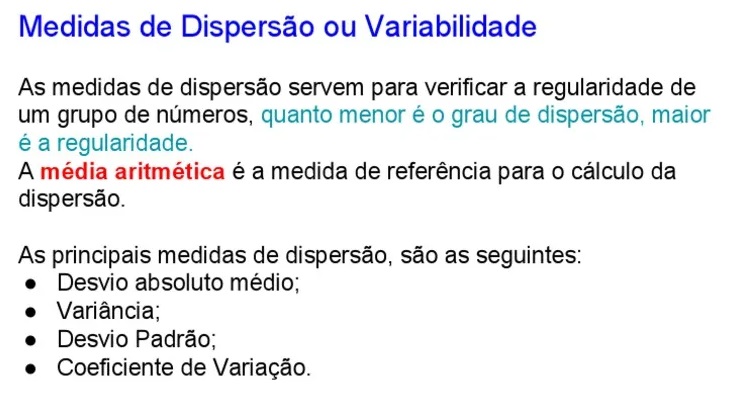 Medidas de Dispersão ou Variabilidade
As medidas de dispersão servem para verificar a regularidade de
um grupo de números, quanto menor é o grau de dispersão, maior
é a regularidade.
A média aritmética é a medida de referência para o cálculo da
dispersão.
As principais medidas de dispersão, são as seguintes:
● Desvio absoluto médio;
● Variância;
● Desvio Padrão;
● Coeficiente de Variação.